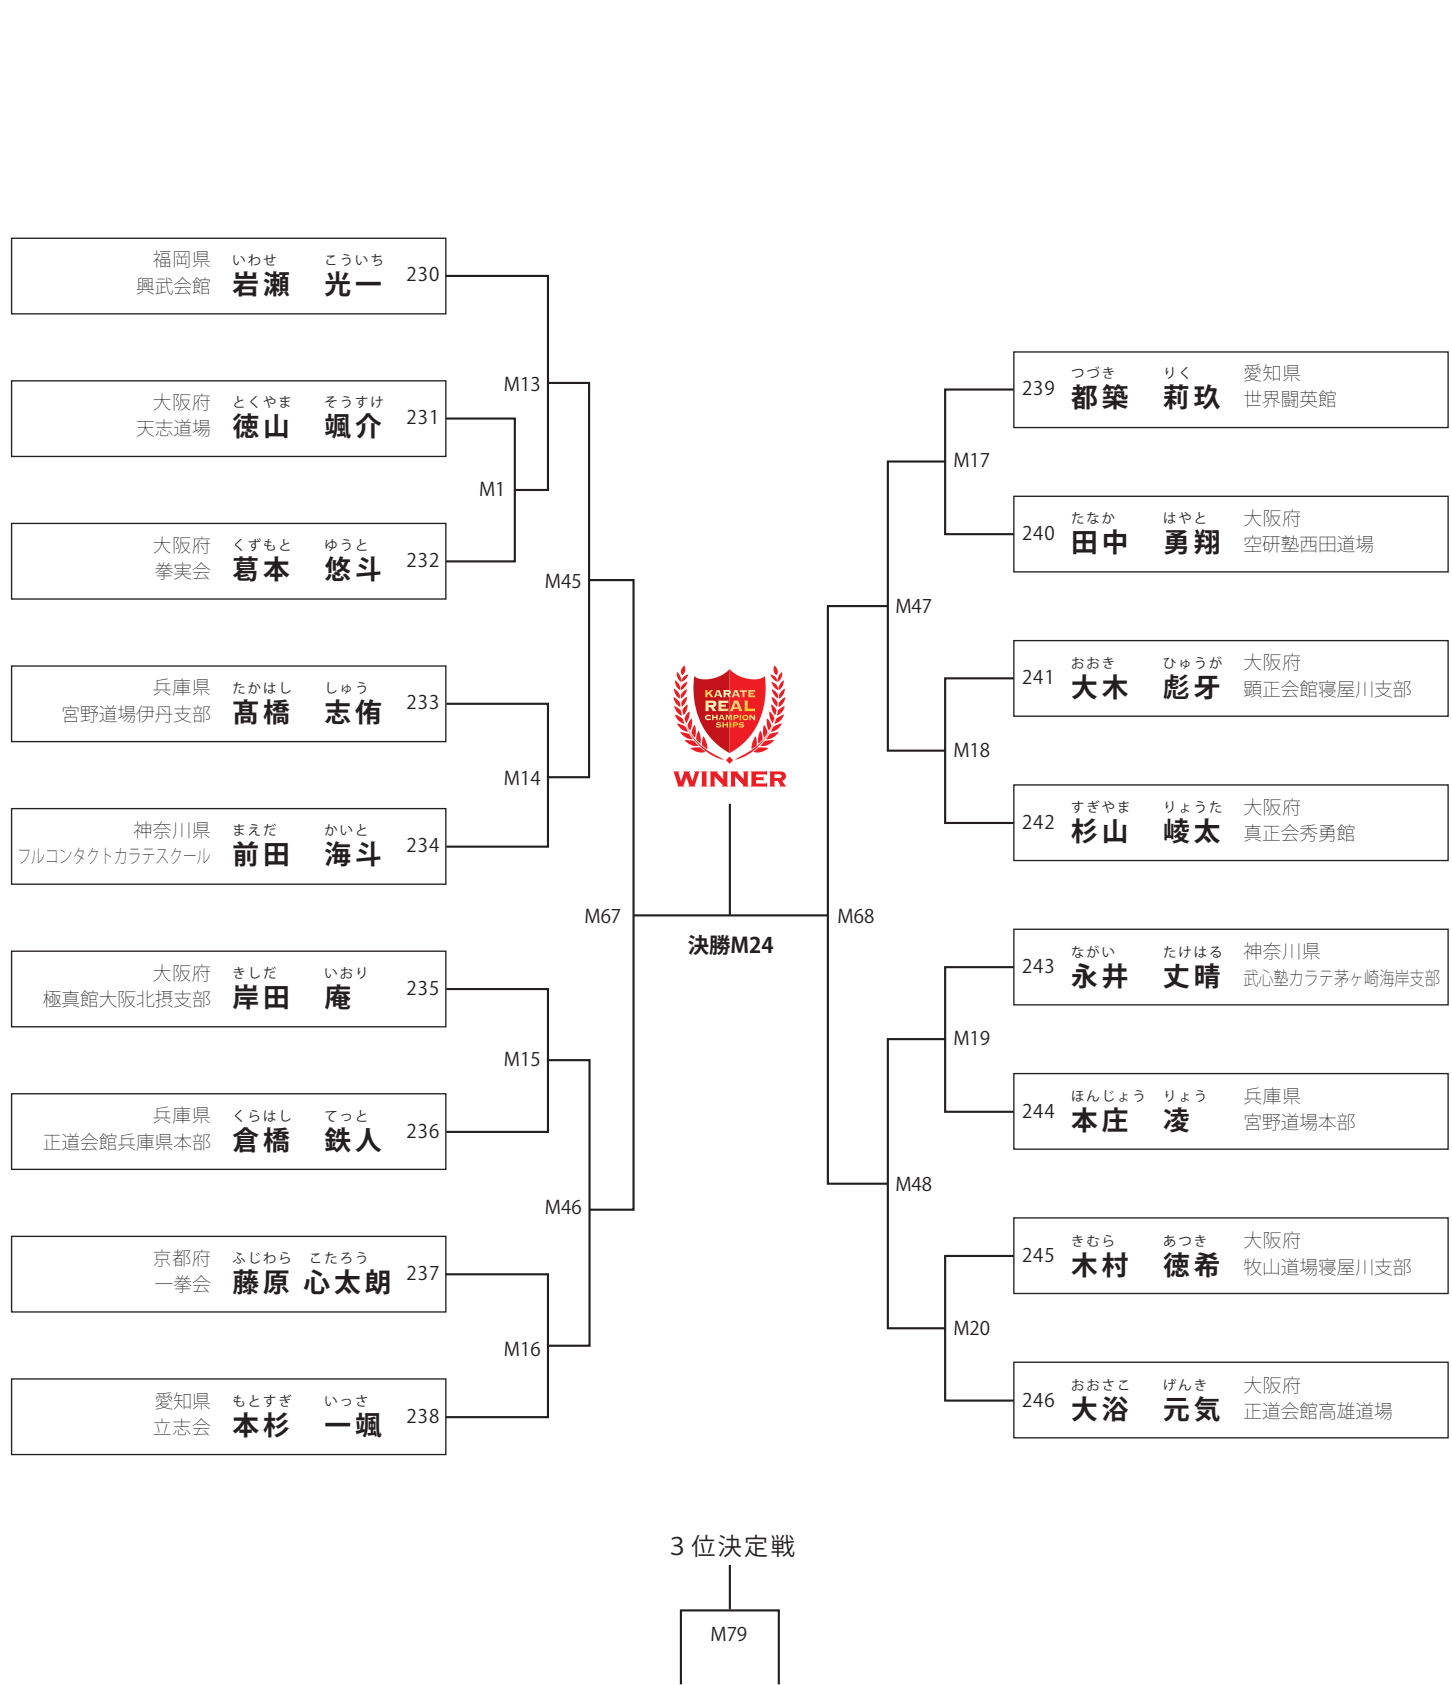 福岡県
興武会館
いわせ こういち
岩瀬 光一
230
大阪府
天志道場
とくやま そうすけ
徳山 颯介
231
大阪府
拳実会
くずもと ゆうと
葛本 悠斗
232
兵庫県
宮野道場伊丹支部
たかはし しゅう
髙橋 志侑
233
神奈川県
フルコンタクトカラテスクール
まえだ かいと
前田 海斗
234
大阪府
極真館大阪北摂支部
きしだ いおり
岸田 庵
235
兵庫県
正道会館兵庫県本部
くらはし てっと
倉橋 鉄人
236
京都府
一拳会
ふじわら こたろう
藤原 心太朗
237
愛知県
立志会
もとすぎ いっさ
本杉 一颯
238
M13
M1
M45
M14
M67
M15
M46
M16
KARATE
REAL
CHAMPION
SHIPS
WINNER
決勝M24
M17
M47
M18
M68
M19
M48
M20
239
つづき りく
都築 莉玖
愛知県
世界闘英館
240
たなか はやと
田中 勇翔
大阪府
空研塾西田道場
241
おおき ひゅうが
大木 彪牙
大阪府
顕正会館寝屋川支部
242
すぎやま りょうた
杉山 崚太
大阪府
真正会秀勇館
243
ながい たけはる
永井 丈晴
神奈川県
武心塾カラテ茅ヶ崎海岸支部
244
ほんじょう りょう
本庄 凌
兵庫県
宮野道場本部
245
きむら あつき
木村 徳希
大阪府
牧山道場寝屋川支部
246
おおさこ げんき
大浴 元気
大阪府
正道会館高雄道場
３位決定戦
M79